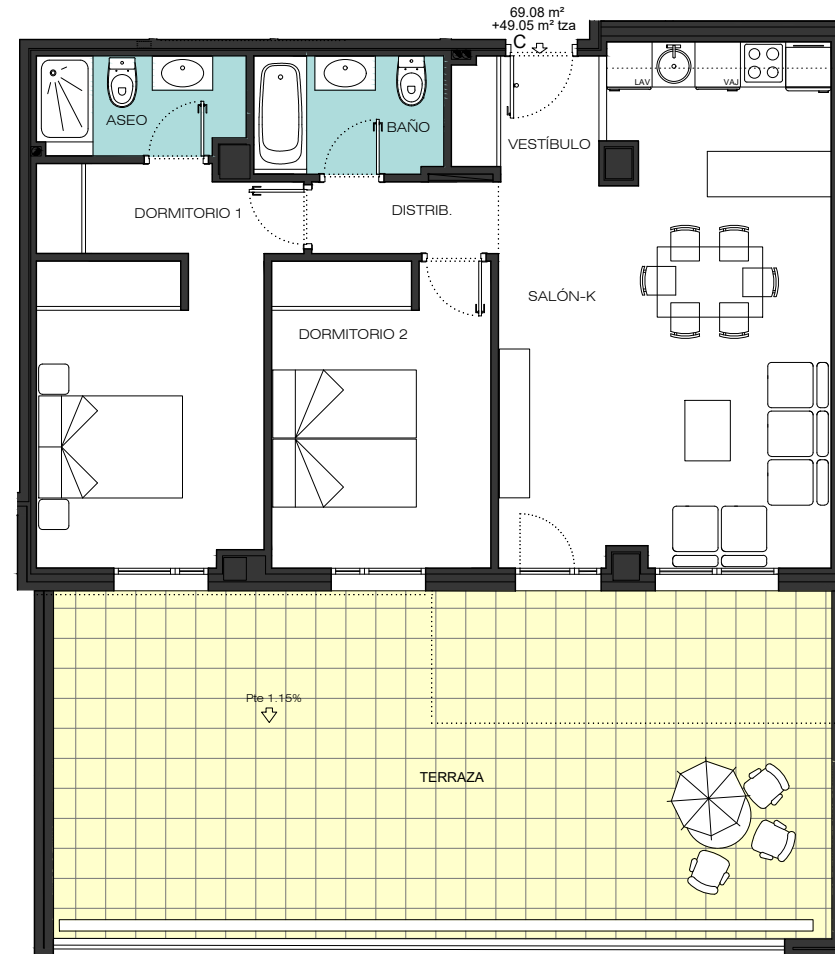 69.08 m²
+49.05 m² tza
C
LAV
VAJ
ASEO
BAÑO
VESTÍBULO
DORMITORIO 1
DISTRIB.
SALÓN-K
DORMITORIO 2
Pte 1.15%
TERRAZA